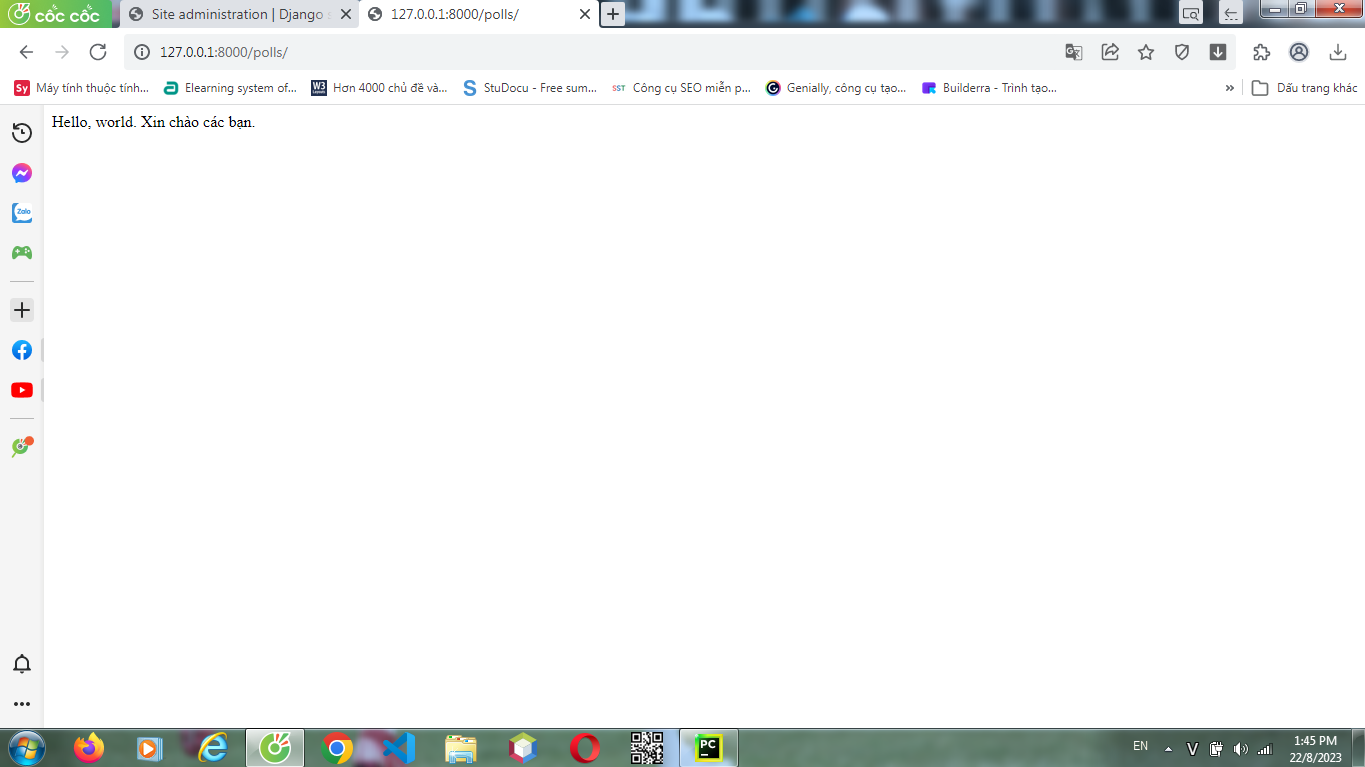 cốc cốc
Site administration | Django s
127.0.0.1:8000/polls/
127.0.0.1:8000/polls/
Sy Máy tính thuộc tính...
Elearning system of...
W3 Hơn 4000 chủ đề và...
S StuDocu - Free sum...
SST Công cụ SEO miễn p...
Genially, công cụ tạo...
Builderra - Trình tạo...
»
Dấu trang khác
Hello, world. Xin chào các bạn.
Zalo
PC
EN
V
1:45 PM
22/8/2023